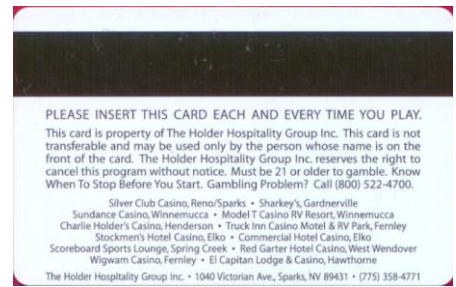 PLEASE INSERT THIS CARD EACH AND EVERY TIME YOU PLAY.
This card is property of The Holder Hospitality Group Inc. This card is not
transferable and may be used only by the person whose name is on the
front of the card. The Holder Hospitality Group Inc. reserves the right to
cancel this program without notice. Must be 21 or older to gamble. Know
When To Stop Before You Start. Gambling Problem? Call (800) 522-4700.
Silver Club Casino, Reno/Sparks • Sharkey's, Gardnerville
Sundance Casino, Winnemucca • Model T Casino RV Resort, Winnemucca
Charlie Holder's Casino, Henderson • Truck Inn Casino Motel & RV Park, Fernley
Stockmen's Hotel Casino, Elko • Commercial Hotel Casino, Elko
Scoreboard Sports Lounge, Spring Creek • Red Garter Hotel Casino, West Wendover
Wigwam Casino, Fernley • El Capitan Lodge & Casino, Hawthorne
The Holder Hospitality Group Inc. • 1040 Victorian Ave., Sparks, NV 89431 • (775) 358-4771